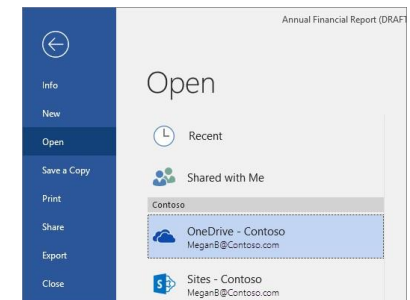 Annual Financial Report (DRAFT
Info
New
Open
Save a Copy
Print
Share
Export
Close
Open
Recent
Shared with Me
Contoso
OneDrive - Contoso
MeganB@Contoso.com
Sites - Contoso
MeganB@Contoso.com